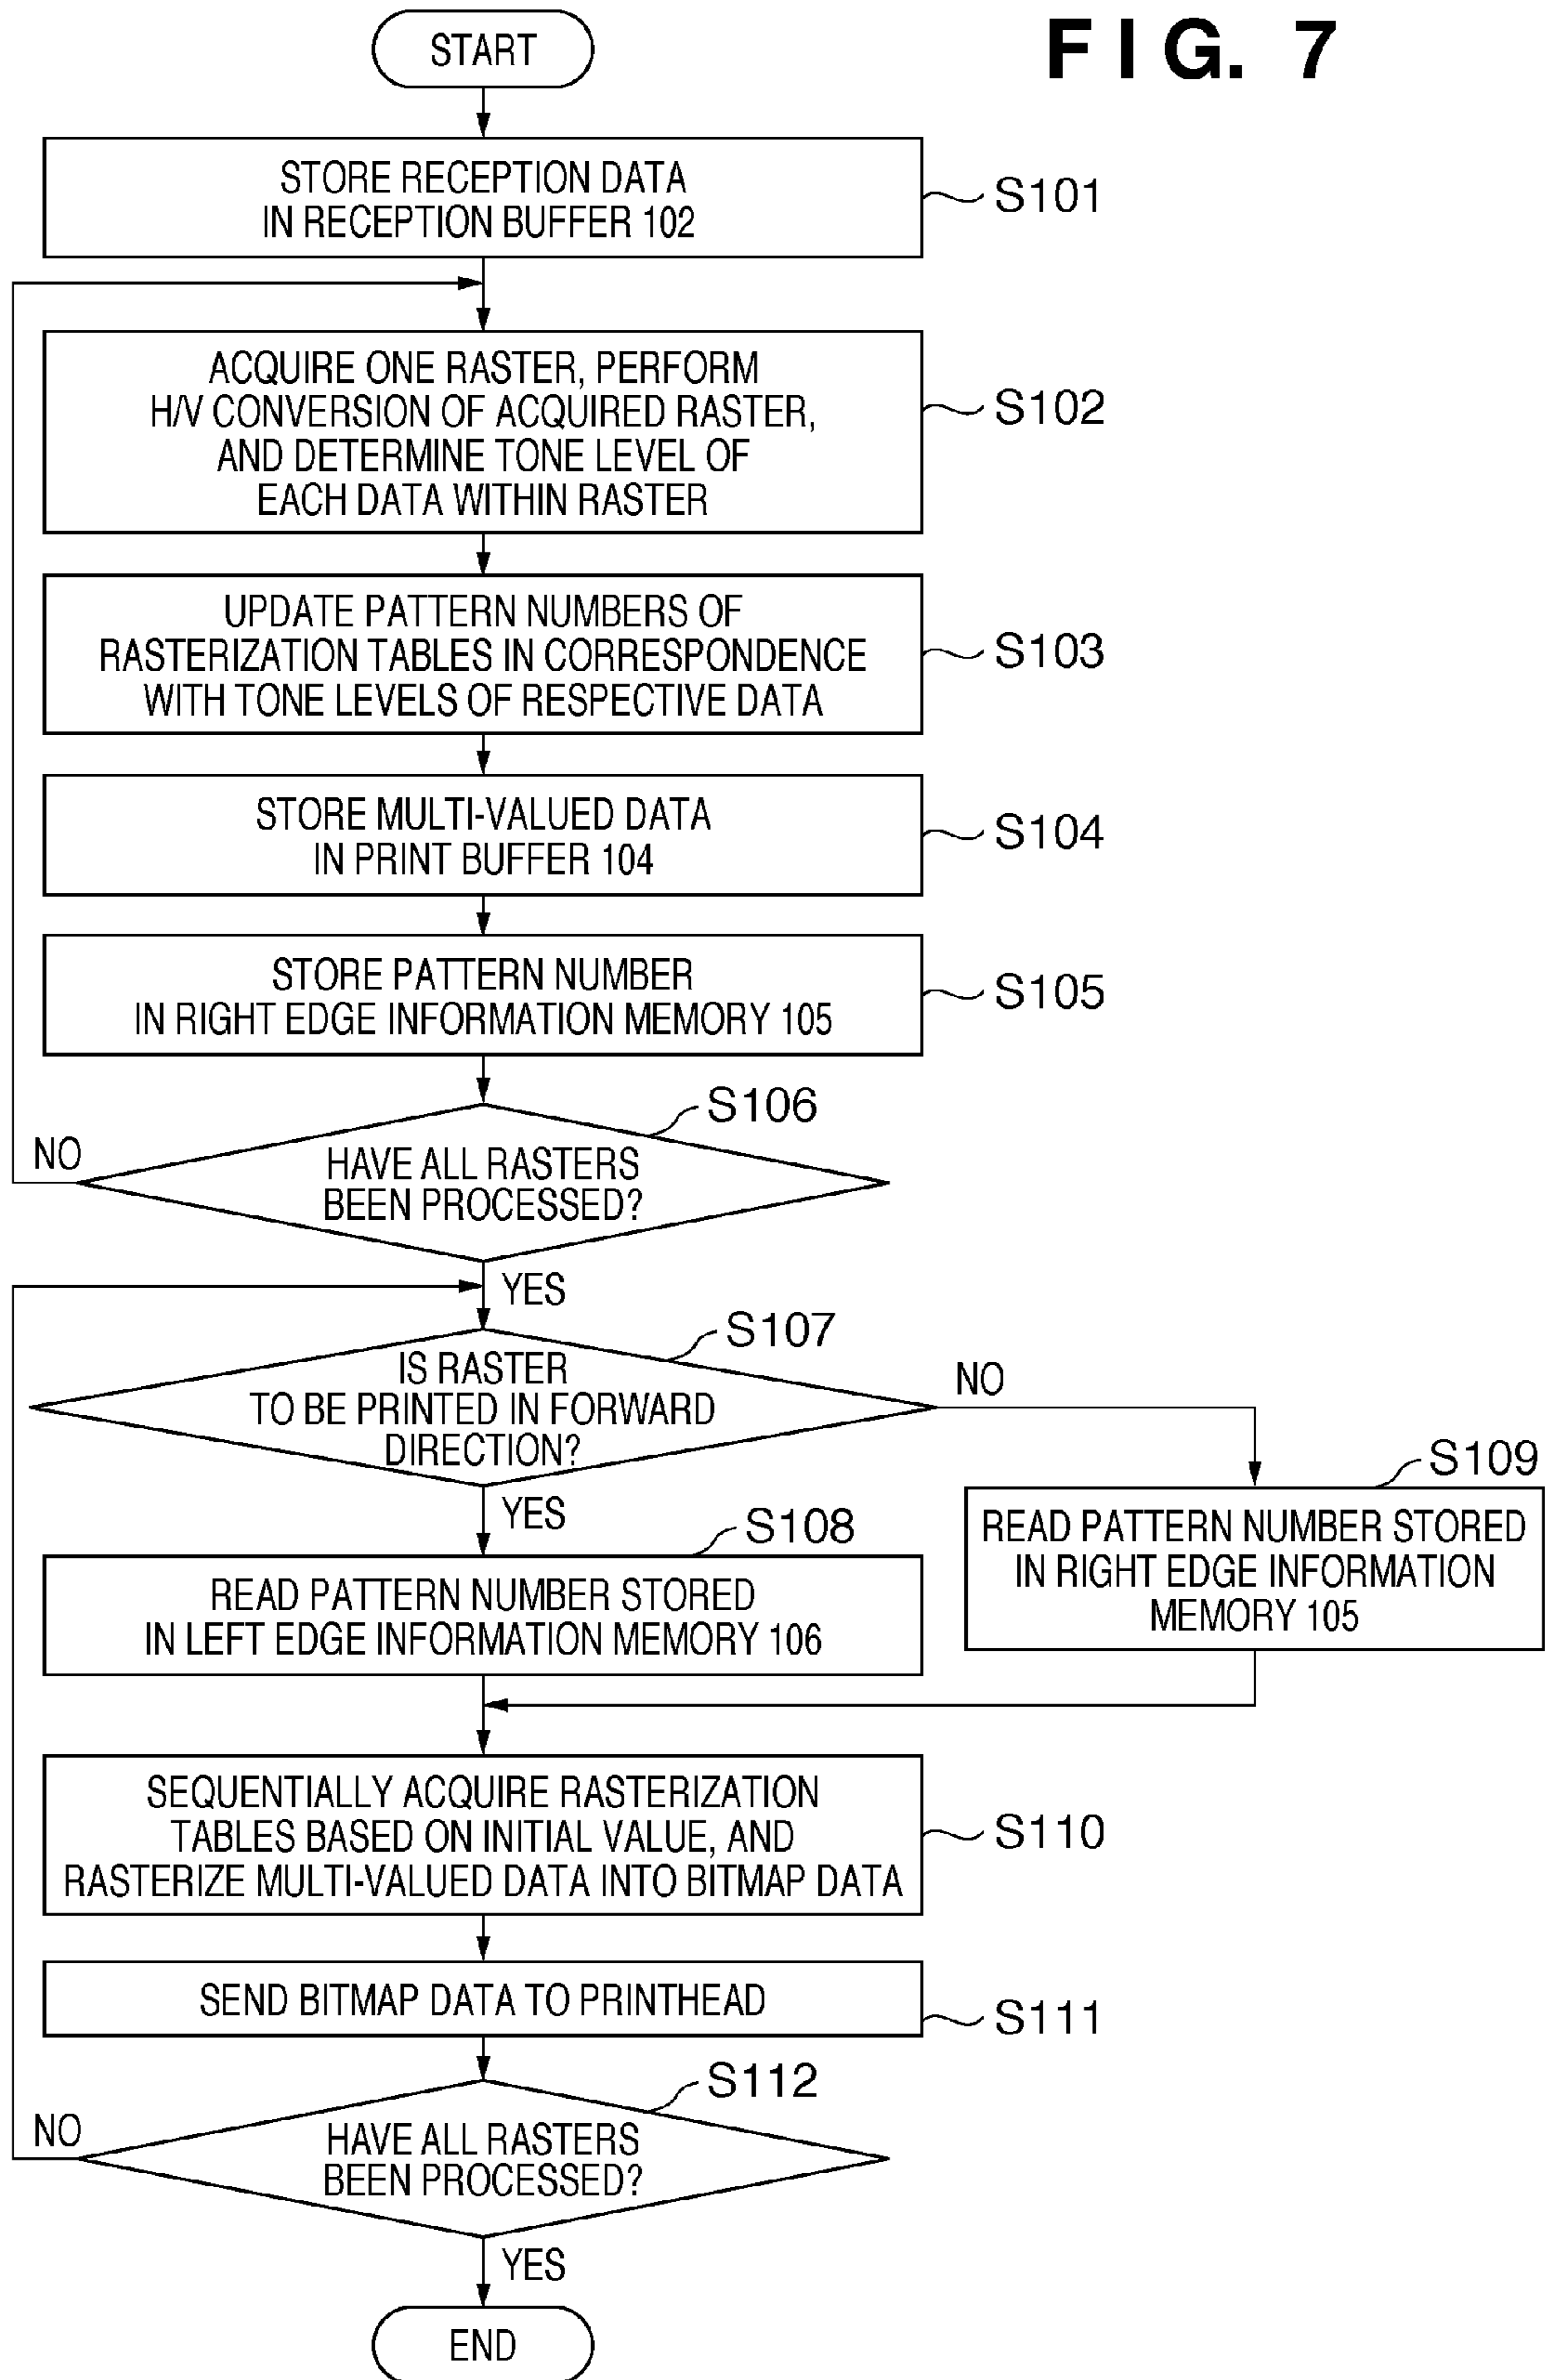 FIG. 7
START
STORE RECEPTION DATA
IN RECEPTION BUFFER 102
S101
ACQUIRE ONE RASTER, PERFORM
H/V CONVERSION OF ACQUIRED RASTER,
AND DETERMINE TONE LEVEL OF
EACH DATA WITHIN RASTER
S102
UPDATE PATTERN NUMBERS OF
RASTERIZATION TABLES IN CORRESPONDENCE
WITH TONE LEVELS OF RESPECTIVE DATA
S103
STORE MULTI-VALUED DATA
IN PRINT BUFFER 104
S104
STORE PATTERN NUMBER
IN RIGHT EDGE INFORMATION MEMORY 105
S105
S106
NO
HAVE ALL RASTERS
BEEN PROCESSED?
YES
S107
IS RASTER
TO BE PRINTED IN FORWARD
DIRECTION?
NO
YES
S109
READ PATTERN NUMBER STORED
IN RIGHT EDGE INFORMATION
MEMORY 105
S108
READ PATTERN NUMBER STORED
IN LEFT EDGE INFORMATION MEMORY 106
SEQUENTIALLY ACQUIRE RASTERIZATION
TABLES BASED ON INITIAL VALUE, AND
RASTERIZE MULTI-VALUED DATA INTO BITMAP DATA
S110
SEND BITMAP DATA TO PRINTHEAD
S111
S112
NO
HAVE ALL RASTERS
BEEN PROCESSED?
YES
END